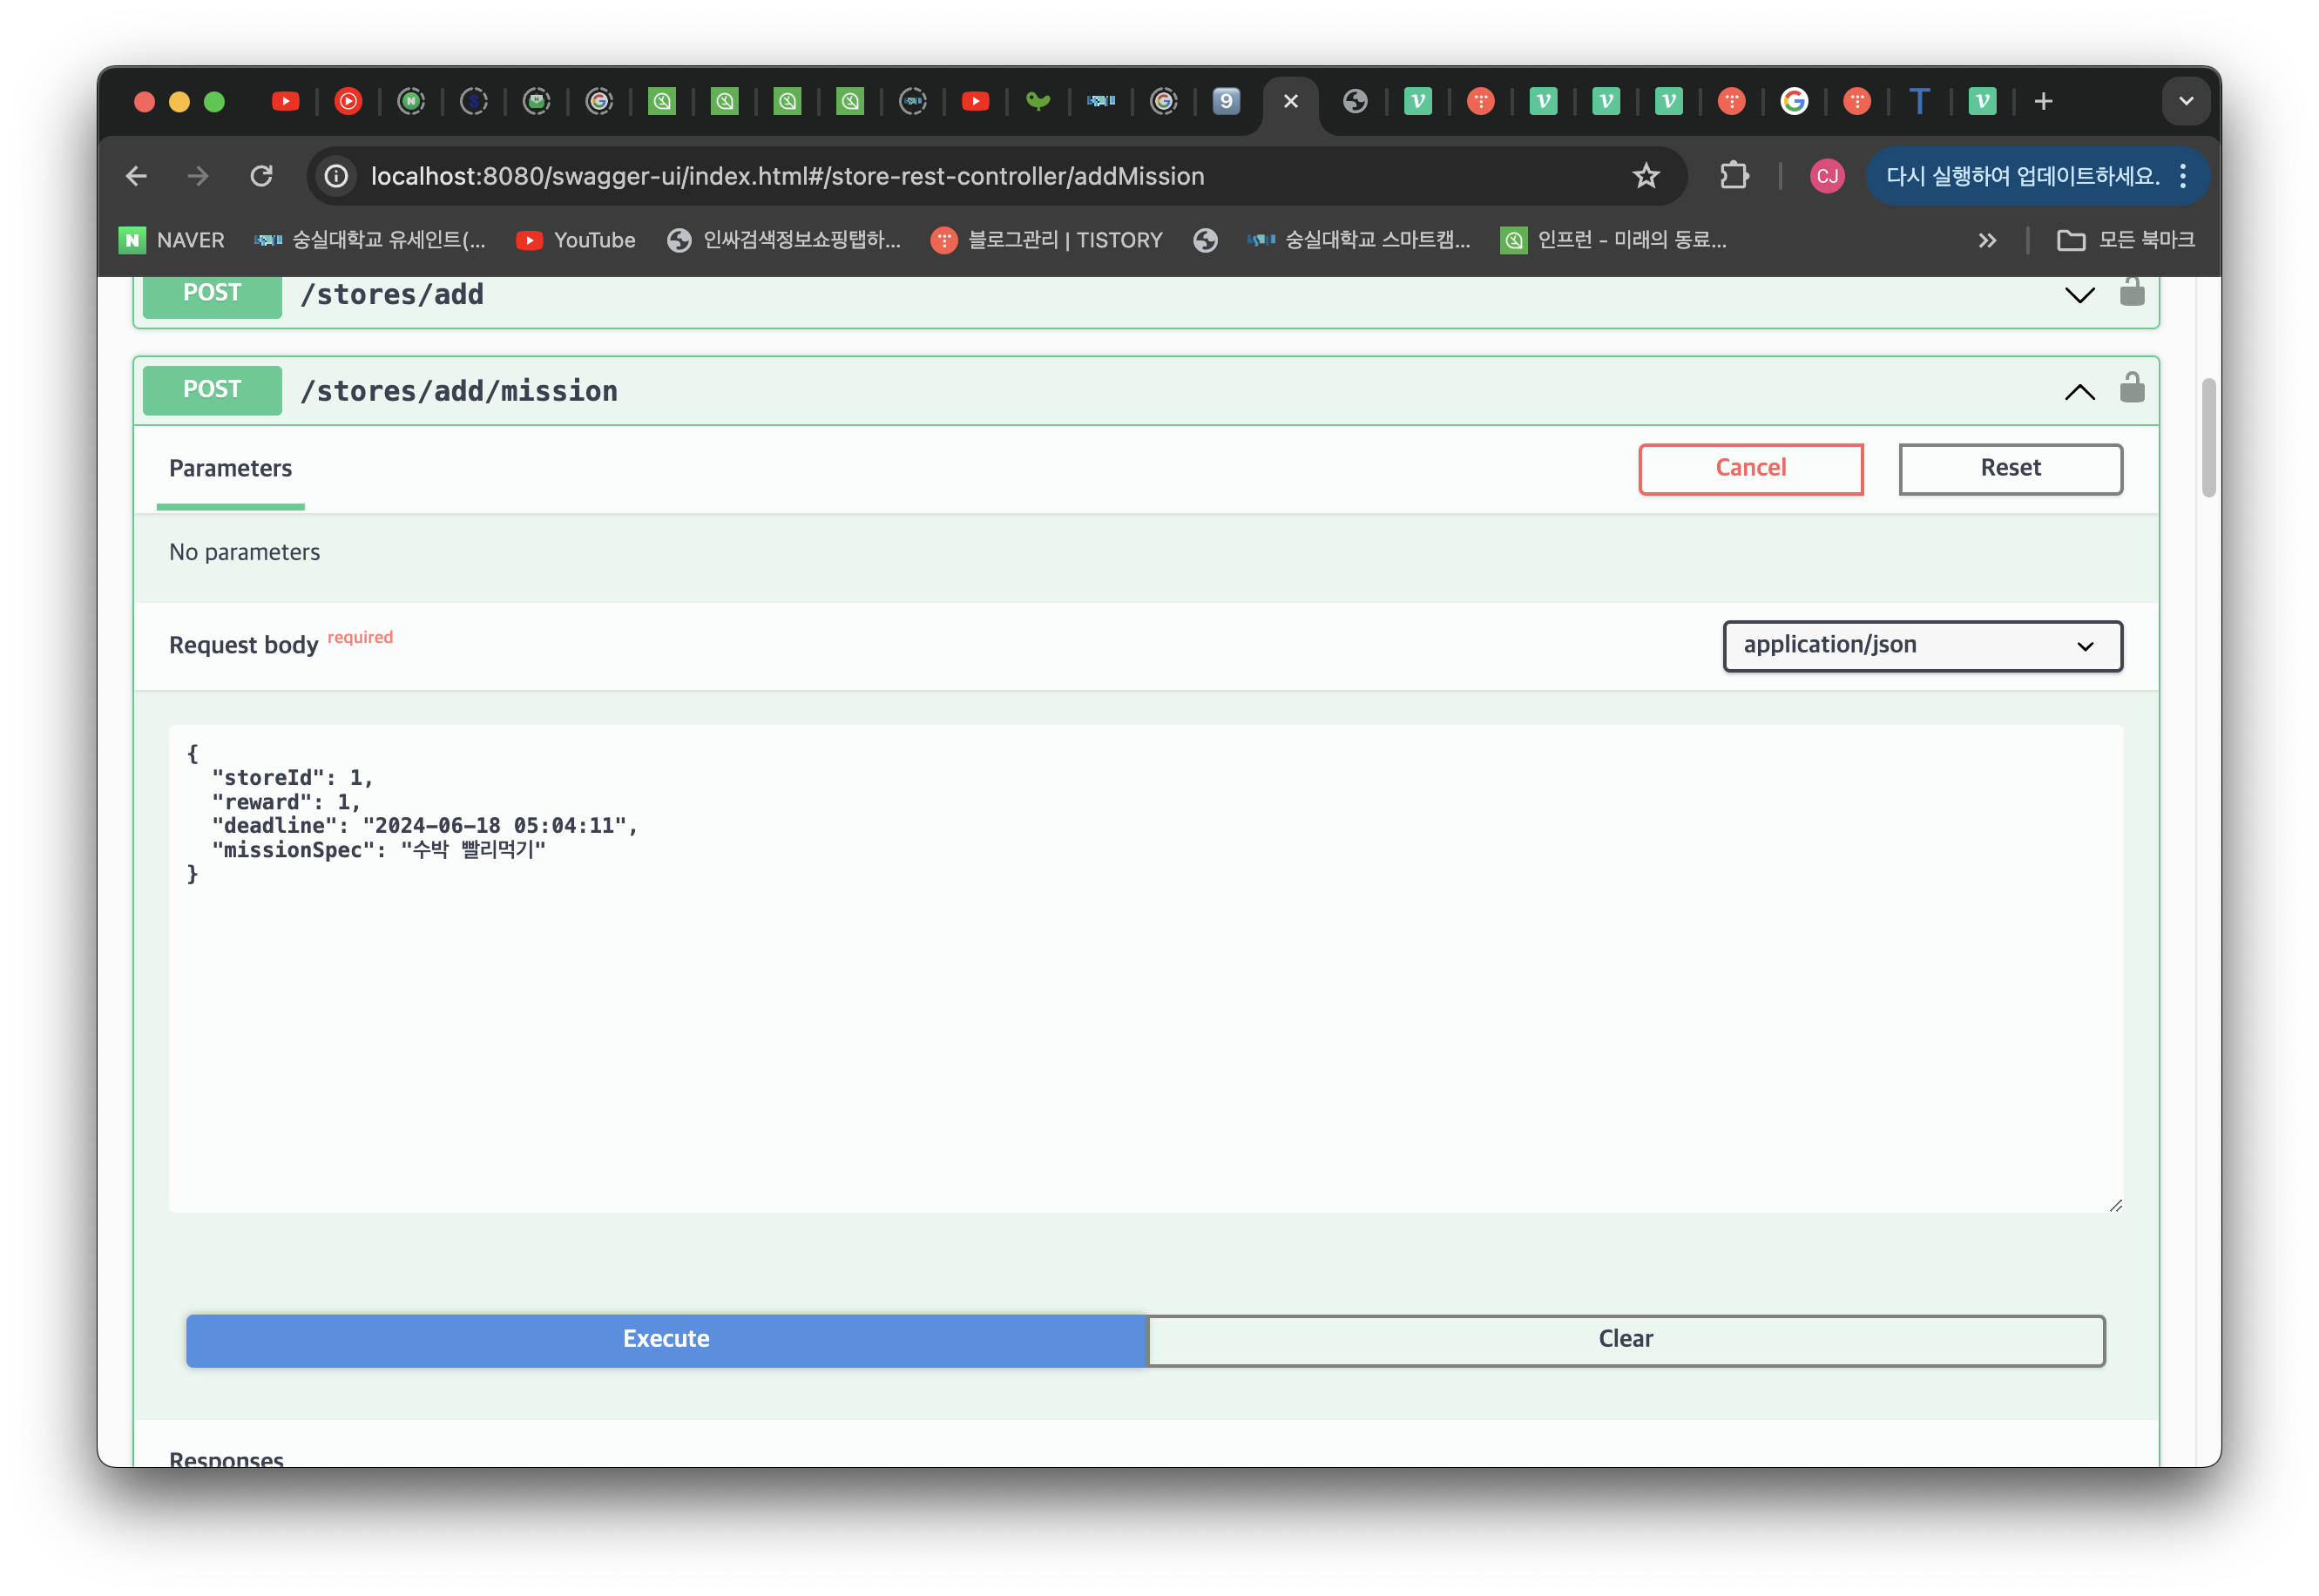 9
localhost:8080/swagger-ui/index.html#/store-rest-controller/addMission
CJ
다시 실행하여 업데이트하세요.
NAVER
숭실대학교 유세인트(...
YouTube
인싸검색정보쇼핑탭하...
블로그관리 | TISTORY
숭실대학교 스마트캠...
인프런 - 미래의 동료...
모든 북마크
POST /stores/add
POST /stores/add/mission
Parameters
Cancel
Reset
No parameters
Request body required
application/json
{
"storeId": 1,
"reward": 1,
"deadline": "2024-06-18 05:04:11",
"missionSpec": "수박 빨리먹기"
}
Execute
Clear
Responses